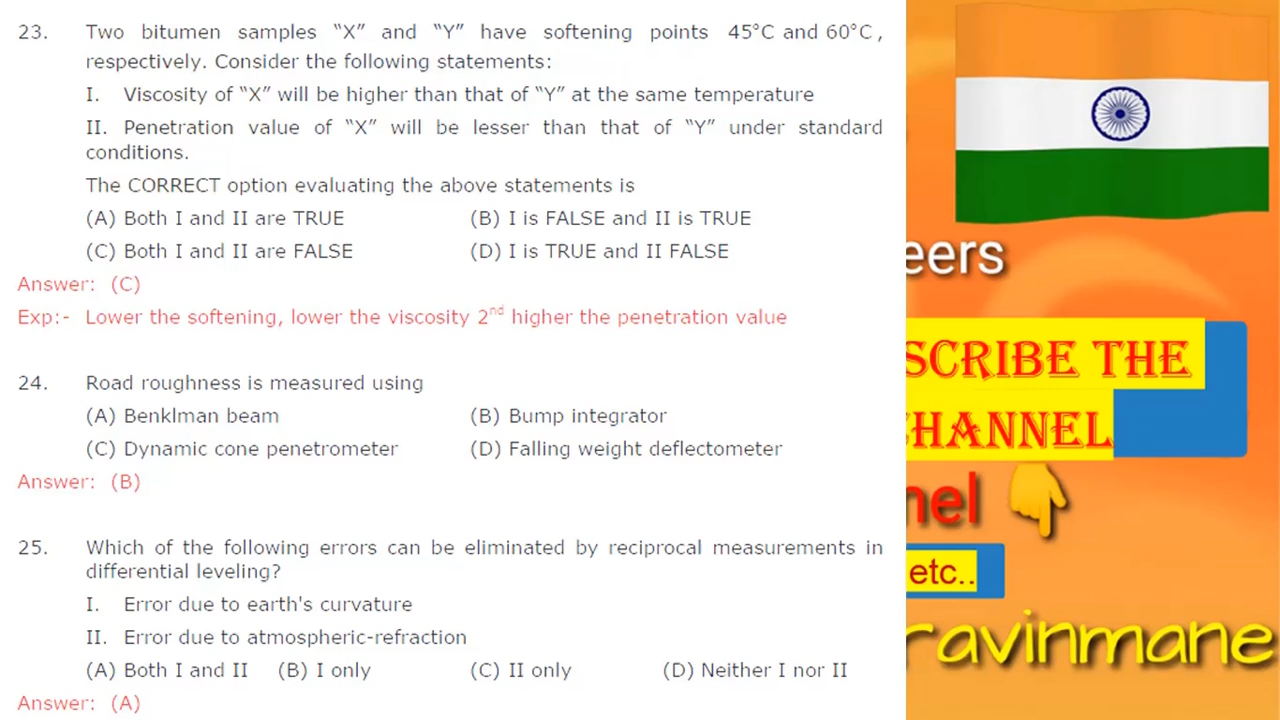 23. Two bitumen samples “X” and “Y” have softening points 45°C and 60°C,
respectively. Consider the following statements:
I. Viscosity of “X” will be higher than that of “Y” at the same temperature
II. Penetration value of “X” will be lesser than that of “Y” under standard
conditions.
The CORRECT option evaluating the above statements is
(A) Both I and II are TRUE (B) I is FALSE and II is TRUE
(C) Both I and II are FALSE (D) I is TRUE and II FALSE
Answer: (C)
Exp:- Lower the softening, lower the viscosity 2nd higher the penetration value
24. Road roughness is measured using
(A) Benklman beam (B) Bump integrator
(C) Dynamic cone penetrometer (D) Falling weight deflectometer
Answer: (B)
25. Which of the following errors can be eliminated by reciprocal measurements in
differential leveling?
I. Error due to earth's curvature
II. Error due to atmospheric-refraction
(A) Both I and II (B) I only (C) II only (D) Neither I nor II
Answer: (A)
eers
SCRIBE THE
HANNEL
nel
etc..
ravinmane